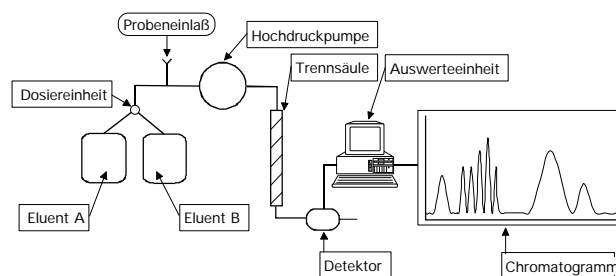 Probeneinlaß
Hochdruckpumpe
Trennsäule
Auswerteeinheit
Dosiereinheit
Eluent A
Eluent B
Detektor
Chromatogramm